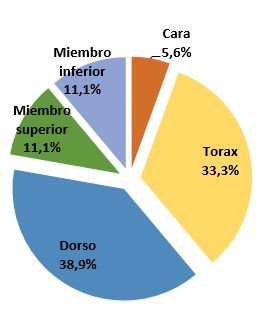 Cara
5,6%
Miembro
inferior
11,1%
Miembro
superior
11,1%
Torax
33,3%
Dorso
38,9%